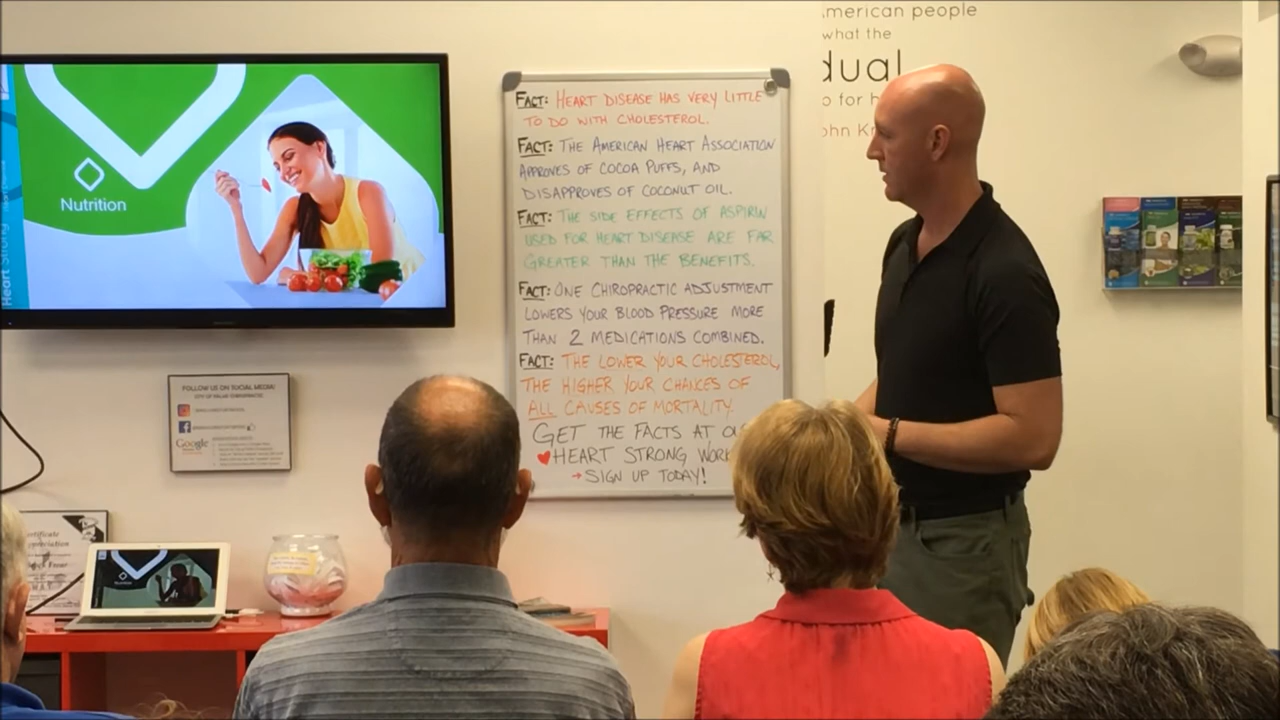 american people
what the
dual
o for h
ohn K
Nutrition
Heart Strong
FACT: HEART DISEASE HAS VERY LITTLE
TO DO WITH CHOLESTEROL.
FACT: THE AMERICAN HEART ASSOCIATION
APPROVES OF COCOA PUFFS, AND
DISAPPROVES OF COCONUT OIL.
FACT: THE SIDE EFFECTS OF ASPIRIN
USED FOR HEART DISEASE ARE FAR
GREATER THAN THE BENEFITS.
FACT: ONE CHIROPRACTIC ADJUSTMENT
LOWERS YOUR BLOOD PRESSURE MORE
THAN 2 MEDICATIONS COMBINED.
FACT: THE LOWER YOUR CHOLESTEROL,
THE HIGHER YOUR CHANCES OF
ALL CAUSES OF MORTALITY.
GET THE FACTS AT OU
HEART STRONG WORK
→ SIGN UP TODAY!
FOLLOW US ON SOCIAL MEDIA!
Google
Nutrition